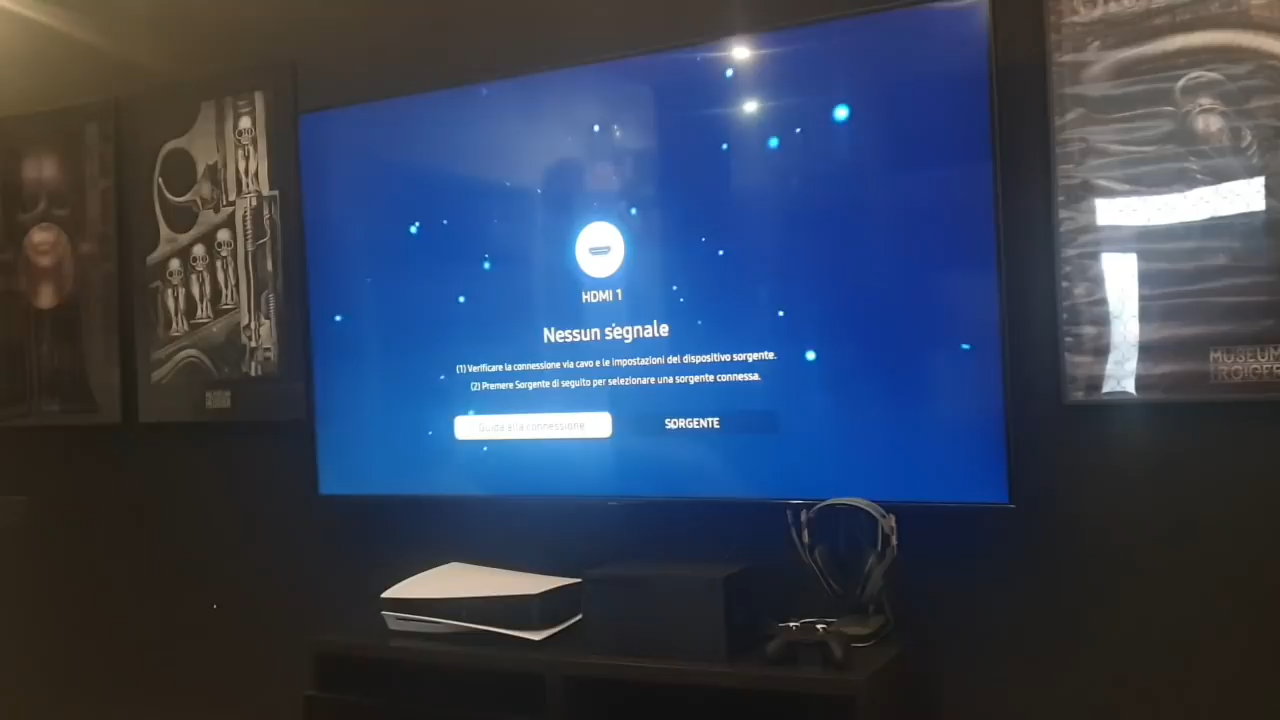 HDMI 1
Nessun segnale
(1) Verificare la connessione via cavo e le impostazioni del dispositivo sorgente.
(2) Premere Sorgente di seguito per selezionare una sorgente connessa.
Guida alla connessione
SORGENTE
MUSEUM